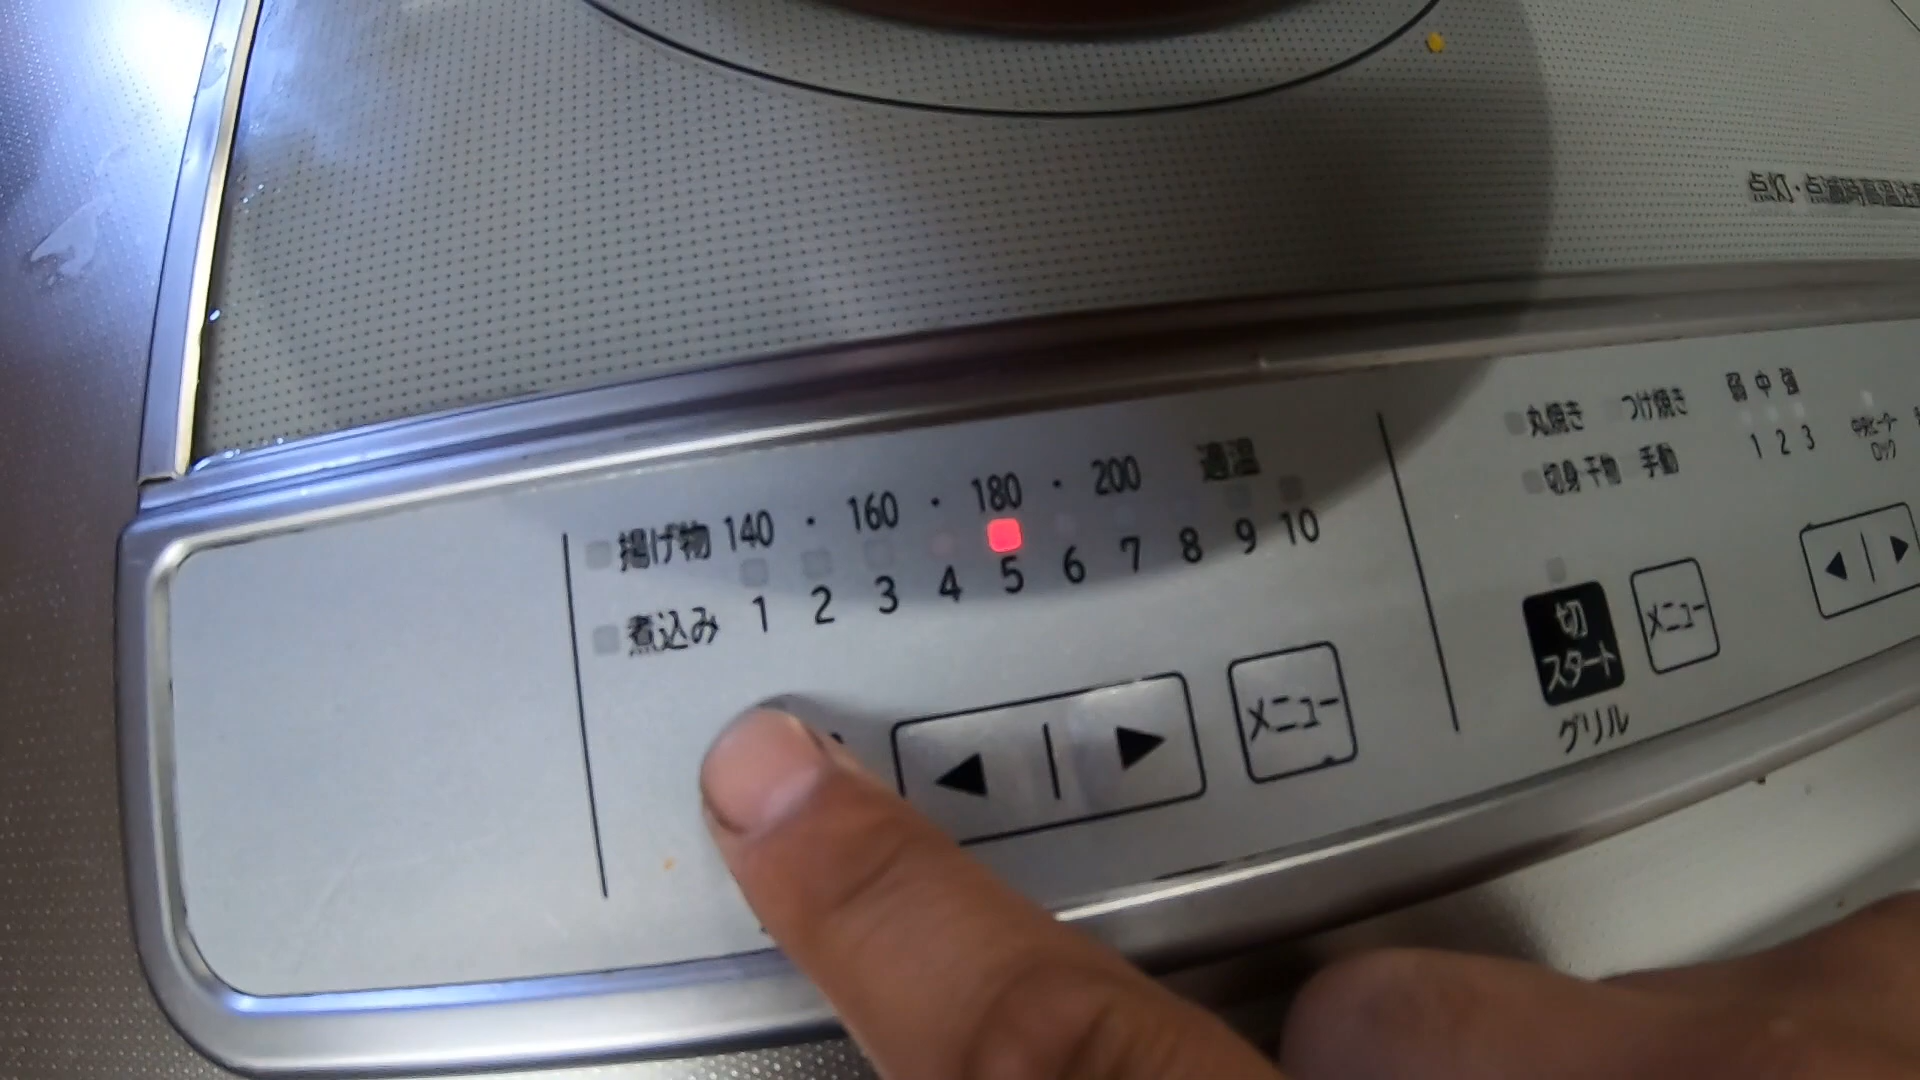 点灯・点滅時高温注
揚げ物 140 ・ 160 ・ 180 ・ 200 適温
煮込み 1 2 3 4 5 6 7 8 9 10
◀ | ▶ メニュー
丸焼き つけ焼き
切身 干物 手動
弱 中 強
1 2 3
ロック
切
スタート
メニュー
◀ | ▶
グリル